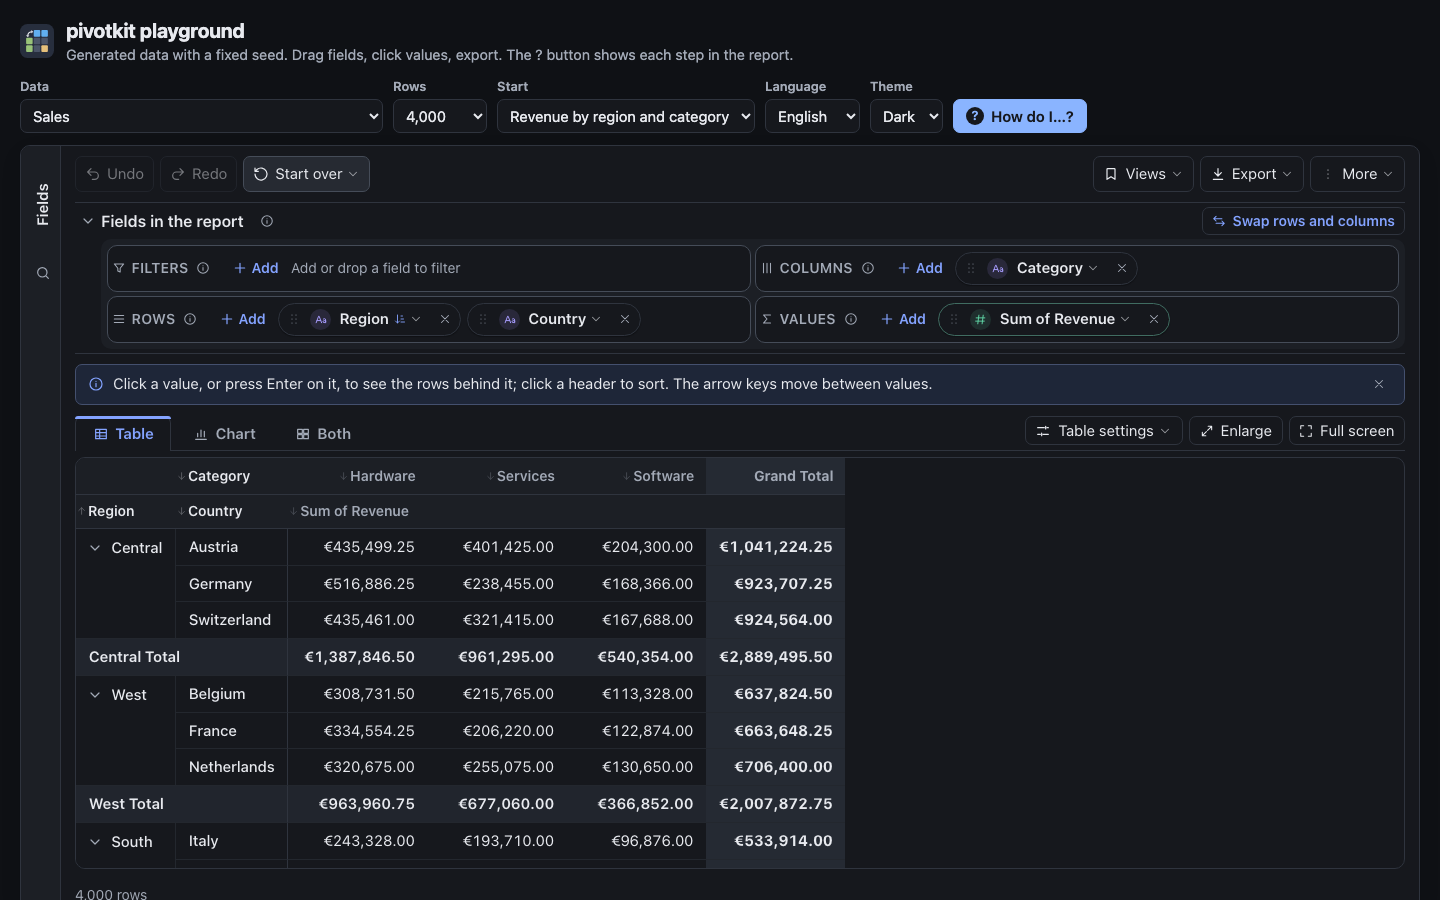 pivotkit playground
Generated data with a fixed seed. Drag fields, click values, export. The ? button shows each step in the report.
Data Rows Start Language Theme
Sales 4,000 Revenue by region and category English Dark ? How do I...?
Fields
Undo Redo Start over Views Export More
Fields in the report Swap rows and columns
FILTERS + Add Add or drop a field to filter COLUMNS + Add Aa Category
ROWS + Add Aa Region Aa Country Σ VALUES + Add # Sum of Revenue
Click a value, or press Enter on it, to see the rows behind it; click a header to sort. The arrow keys move between values.
Table Chart Both Table settings Enlarge Full screen
↓ Category ↓ Hardware ↓ Services ↓ Software Grand Total
↑ Region ↓ Country ↓ Sum of Revenue
Central Austria €435,499.25 €401,425.00 €204,300.00 €1,041,224.25
Germany €516,886.25 €238,455.00 €168,366.00 €923,707.25
Switzerland €435,461.00 €321,415.00 €167,688.00 €924,564.00
Central Total €1,387,846.50 €961,295.00 €540,354.00 €2,889,495.50
West Belgium €308,731.50 €215,765.00 €113,328.00 €637,824.50
France €334,554.25 €206,220.00 €122,874.00 €663,648.25
Netherlands €320,675.00 €255,075.00 €130,650.00 €706,400.00
West Total €963,960.75 €677,060.00 €366,852.00 €2,007,872.75
South Italy €243,328.00 €193,710.00 €96,876.00 €533,914.00
4,000 rows